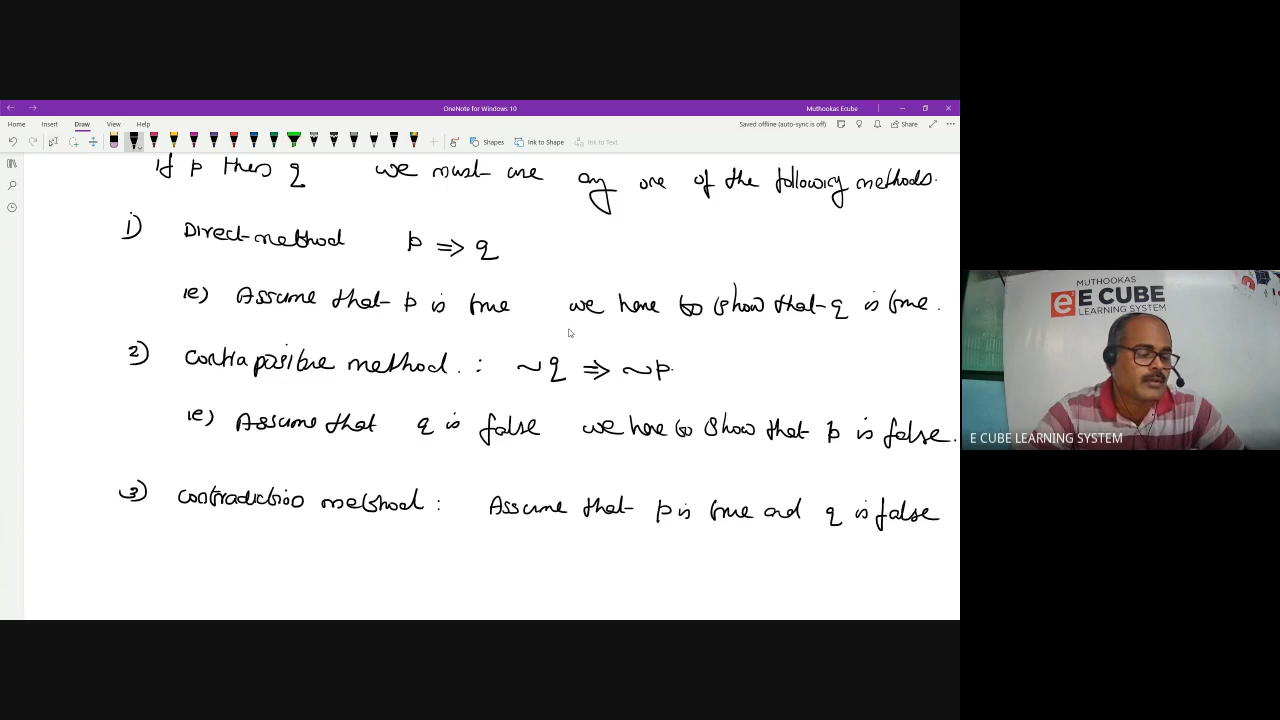 OneNote for Windows 10
Muthookas Ecube
Home Insert Draw View Help
Saved offline (auto-sync is off)
Share
Shapes
Ink to Shape
Ink to Text
If p then q we must use any one of the following methods.
1) Direct method p ⇒ q
ie) Assume that p is true we have to show that q is true.
2) contrapositive method. : ~q ⇒ ~p.
ie) Assume that q is false we have to show that p is false.
3) contradiction method : Assume that p is true and q is false
MUTHOOKAS
e E CUBE
LEARNING SYSTEM
E CUBE LEARNING SYSTEM